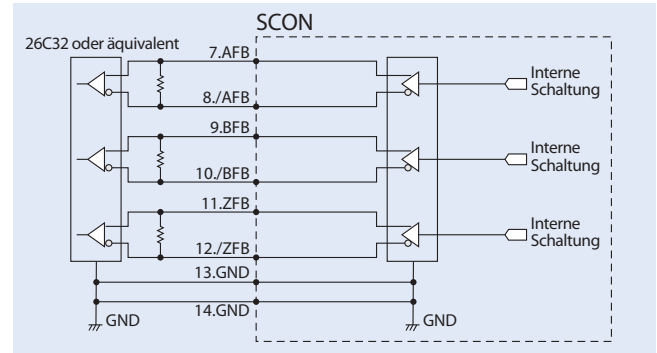 SCON
26C32 oder äquivalent
7.AFB
Interne
Schaltung
8./AFB
9.BFB
Interne
Schaltung
10./BFB
11.ZFB
Interne
Schaltung
12./ZFB
13.GND
14.GND
GND
GND